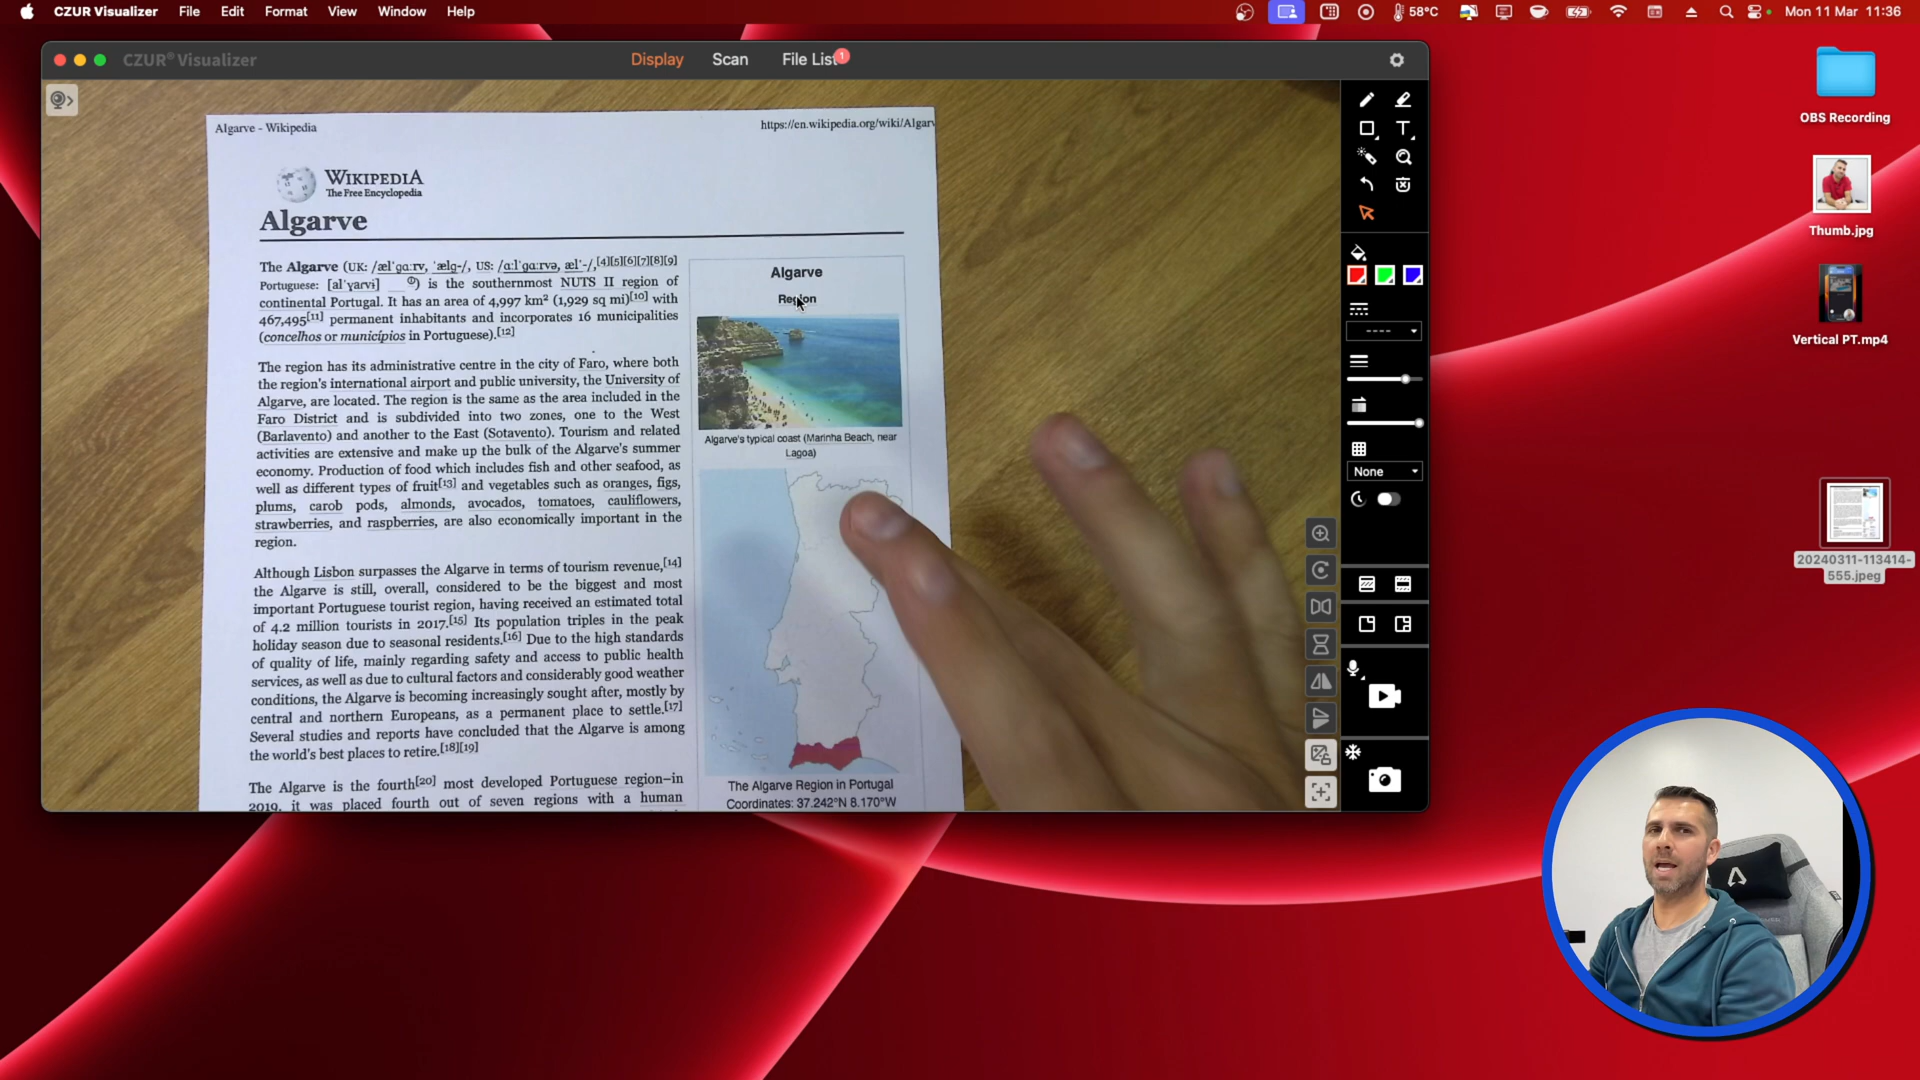 CZUR Visualizer File Edit Format View Window Help
58°C Mon 11 Mar 11:36
CZUR® Visualizer
Display Scan File List 1
Algarve - Wikipedia
https://en.wikipedia.org/wiki/Algarv
WIKIPEDIA
The Free Encyclopedia
Algarve
The Algarve (UK: /ælˈɡɑːrv, ˈælɡ-/, US: /ɑːlˈɡɑːrvə, ælˈ-/,[4][5][6][7][8][9]
Portuguese: [alˈɣaɾvɨ] ) is the southernmost NUTS II region of
continental Portugal. It has an area of 4,997 km² (1,929 sq mi)[10] with
467,495[11] permanent inhabitants and incorporates 16 municipalities
(concelhos or municípios in Portuguese).[12]
The region has its administrative centre in the city of Faro, where both
the region's international airport and public university, the University of
Algarve, are located. The region is the same as the area included in the
Faro District and is subdivided into two zones, one to the West
(Barlavento) and another to the East (Sotavento). Tourism and related
activities are extensive and make up the bulk of the Algarve's summer
economy. Production of food which includes fish and other seafood, as
well as different types of fruit[13] and vegetables such as oranges, figs,
plums, carob pods, almonds, avocados, tomatoes, cauliflowers,
strawberries, and raspberries, are also economically important in the
region.
Although Lisbon surpasses the Algarve in terms of tourism revenue,[14]
the Algarve is still, overall, considered to be the biggest and most
important Portuguese tourist region, having received an estimated total
of 4.2 million tourists in 2017.[15] Its population triples in the peak
holiday season due to seasonal residents.[16] Due to the high standards
of quality of life, mainly regarding safety and access to public health
services, as well as due to cultural factors and considerably good weather
conditions, the Algarve is becoming increasingly sought after, mostly by
central and northern Europeans, as a permanent place to settle.[17]
Several studies and reports have concluded that the Algarve is among
the world's best places to retire.[18][19]
The Algarve is the fourth[20] most developed Portuguese region–in
2019, it was placed fourth out of seven regions with a human
Algarve
Region
Algarve's typical coast (Marinha Beach, near
Lagoa)
The Algarve Region in Portugal
Coordinates: 37.242°N 8.170°W
None
OBS Recording
Thumb.jpg
Vertical PT.mp4
20240311-113414-
555.jpeg